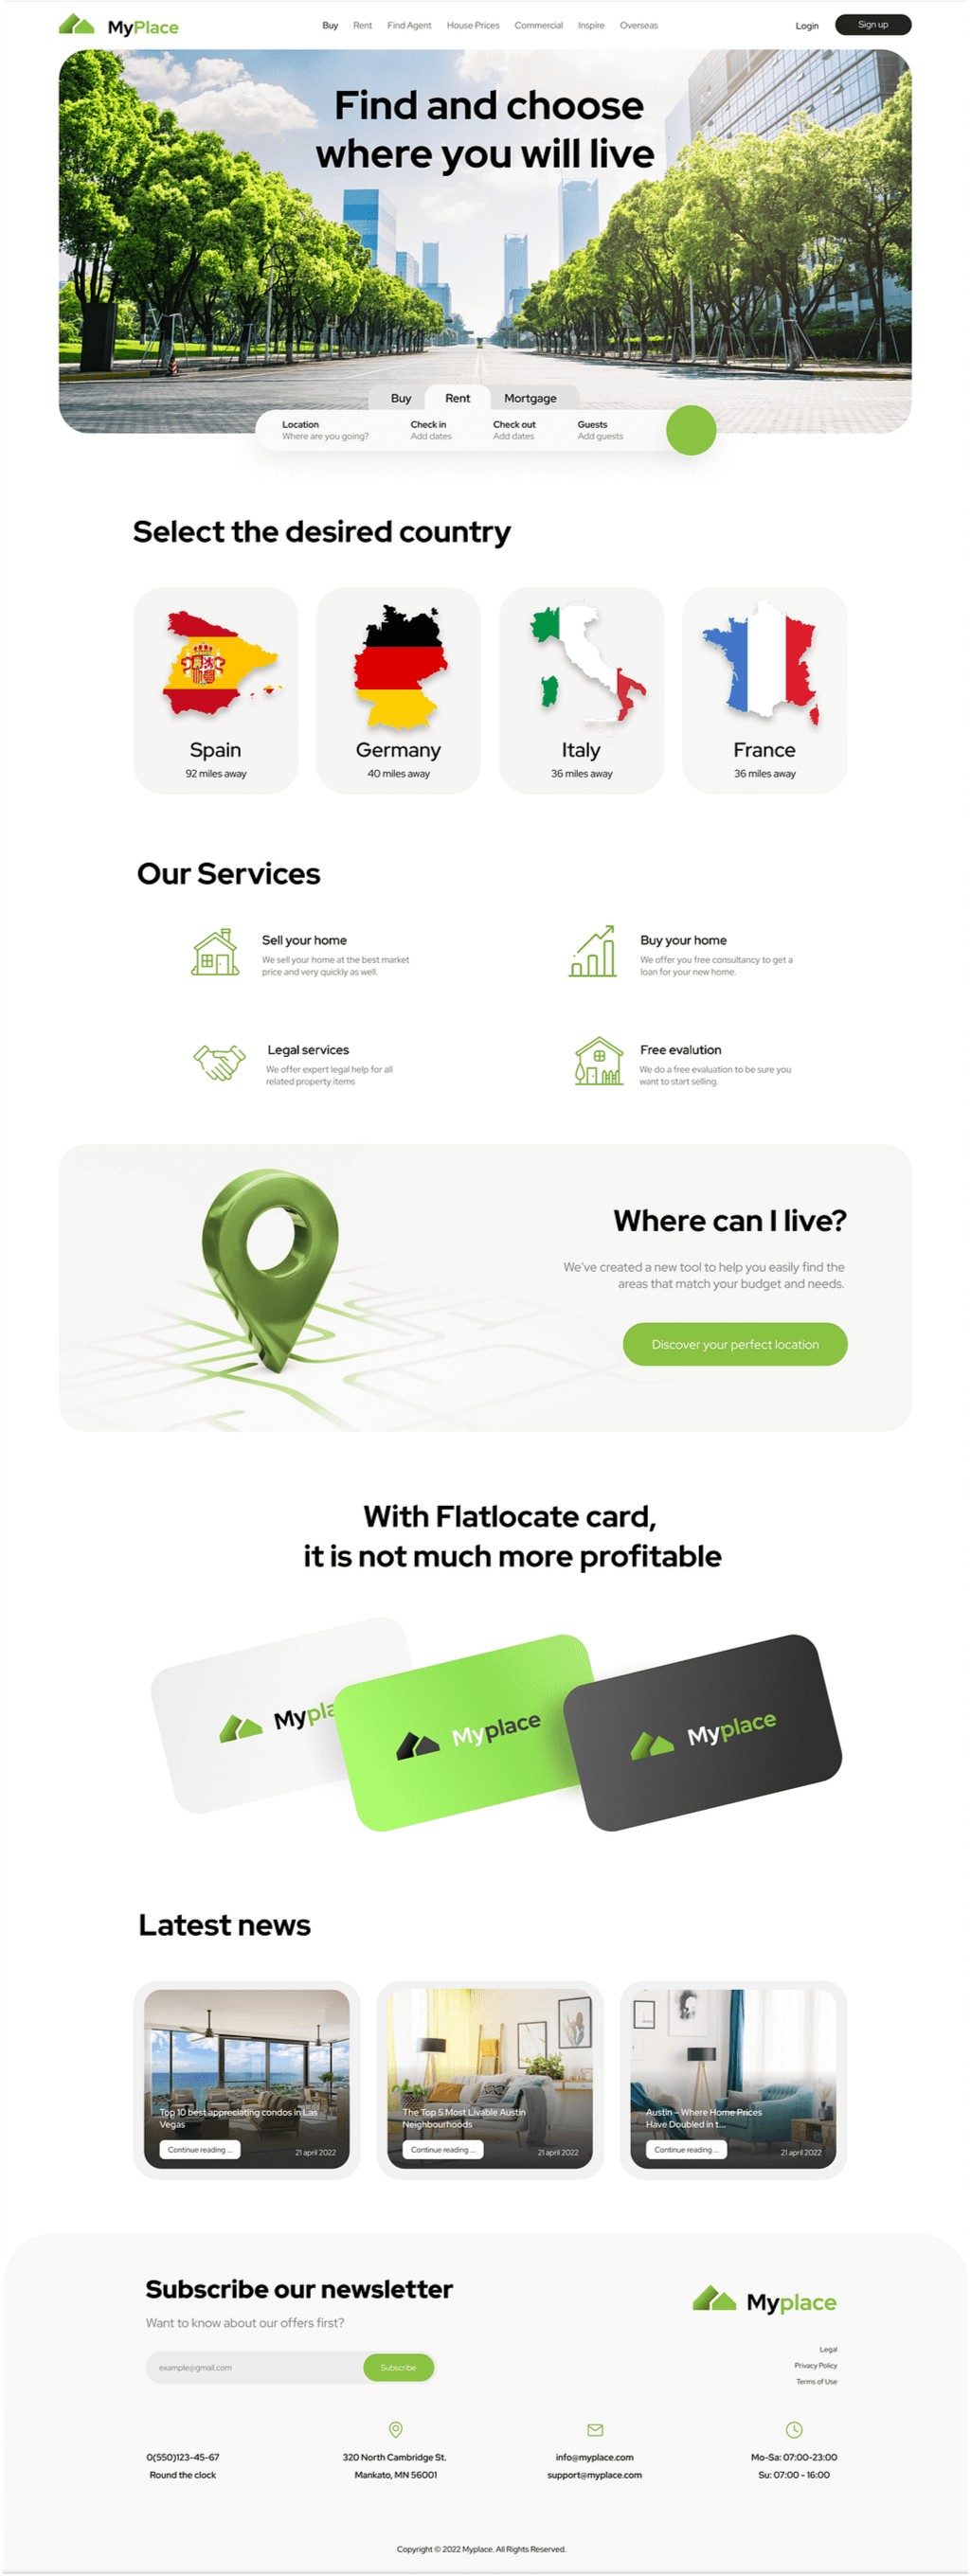 MyPlace
Buy Rent Find Agent House Prices Commercial Inspire Overseas
Login
Sign up
Find and choose
where you will live
Buy Rent Mortgage
Location Check in Check out Guests
Where are you going? Add dates Add dates Add guests
Select the desired country
Spain
92 miles away
Germany
40 miles away
Italy
36 miles away
France
36 miles away
Our Services
Sell your home
We sell your home at the best market
price and very quickly as well.
Buy your home
We offer you free consultancy to get a
loan for your new home.
Legal services
We offer expert legal help for all
related property items
Free evalution
We do a free evaluation to be sure you
want to start selling.
Where can I live?
We've created a new tool to help you easily find the
areas that match your budget and needs.
Discover your perfect location
With Flatlocate card,
it is not much more profitable
Mypla
Myplace
Myplace
Latest news
Top 10 best appreciating condos in Las
Vegas
Continue reading ...
21 april 2022
The Top 5 Most Livable Austin
Neighbourhoods
Continue reading ...
21 april 2022
Austin – Where Home Prices
Have Doubled in t...
Continue reading ...
21 april 2022
Subscribe our newsletter
Want to know about our offers first?
example@gmail.com
Subscribe
Myplace
Legal
Privacy Policy
Terms of Use
0(550)123-45-67
Round the clock
320 North Cambridge St.
Mankato, MN 56001
info@myplace.com
support@myplace.com
Mo-Sa: 07:00-23:00
Su: 07:00 - 16:00
Copyright © 2022 Myplace. All Rights Reserved.